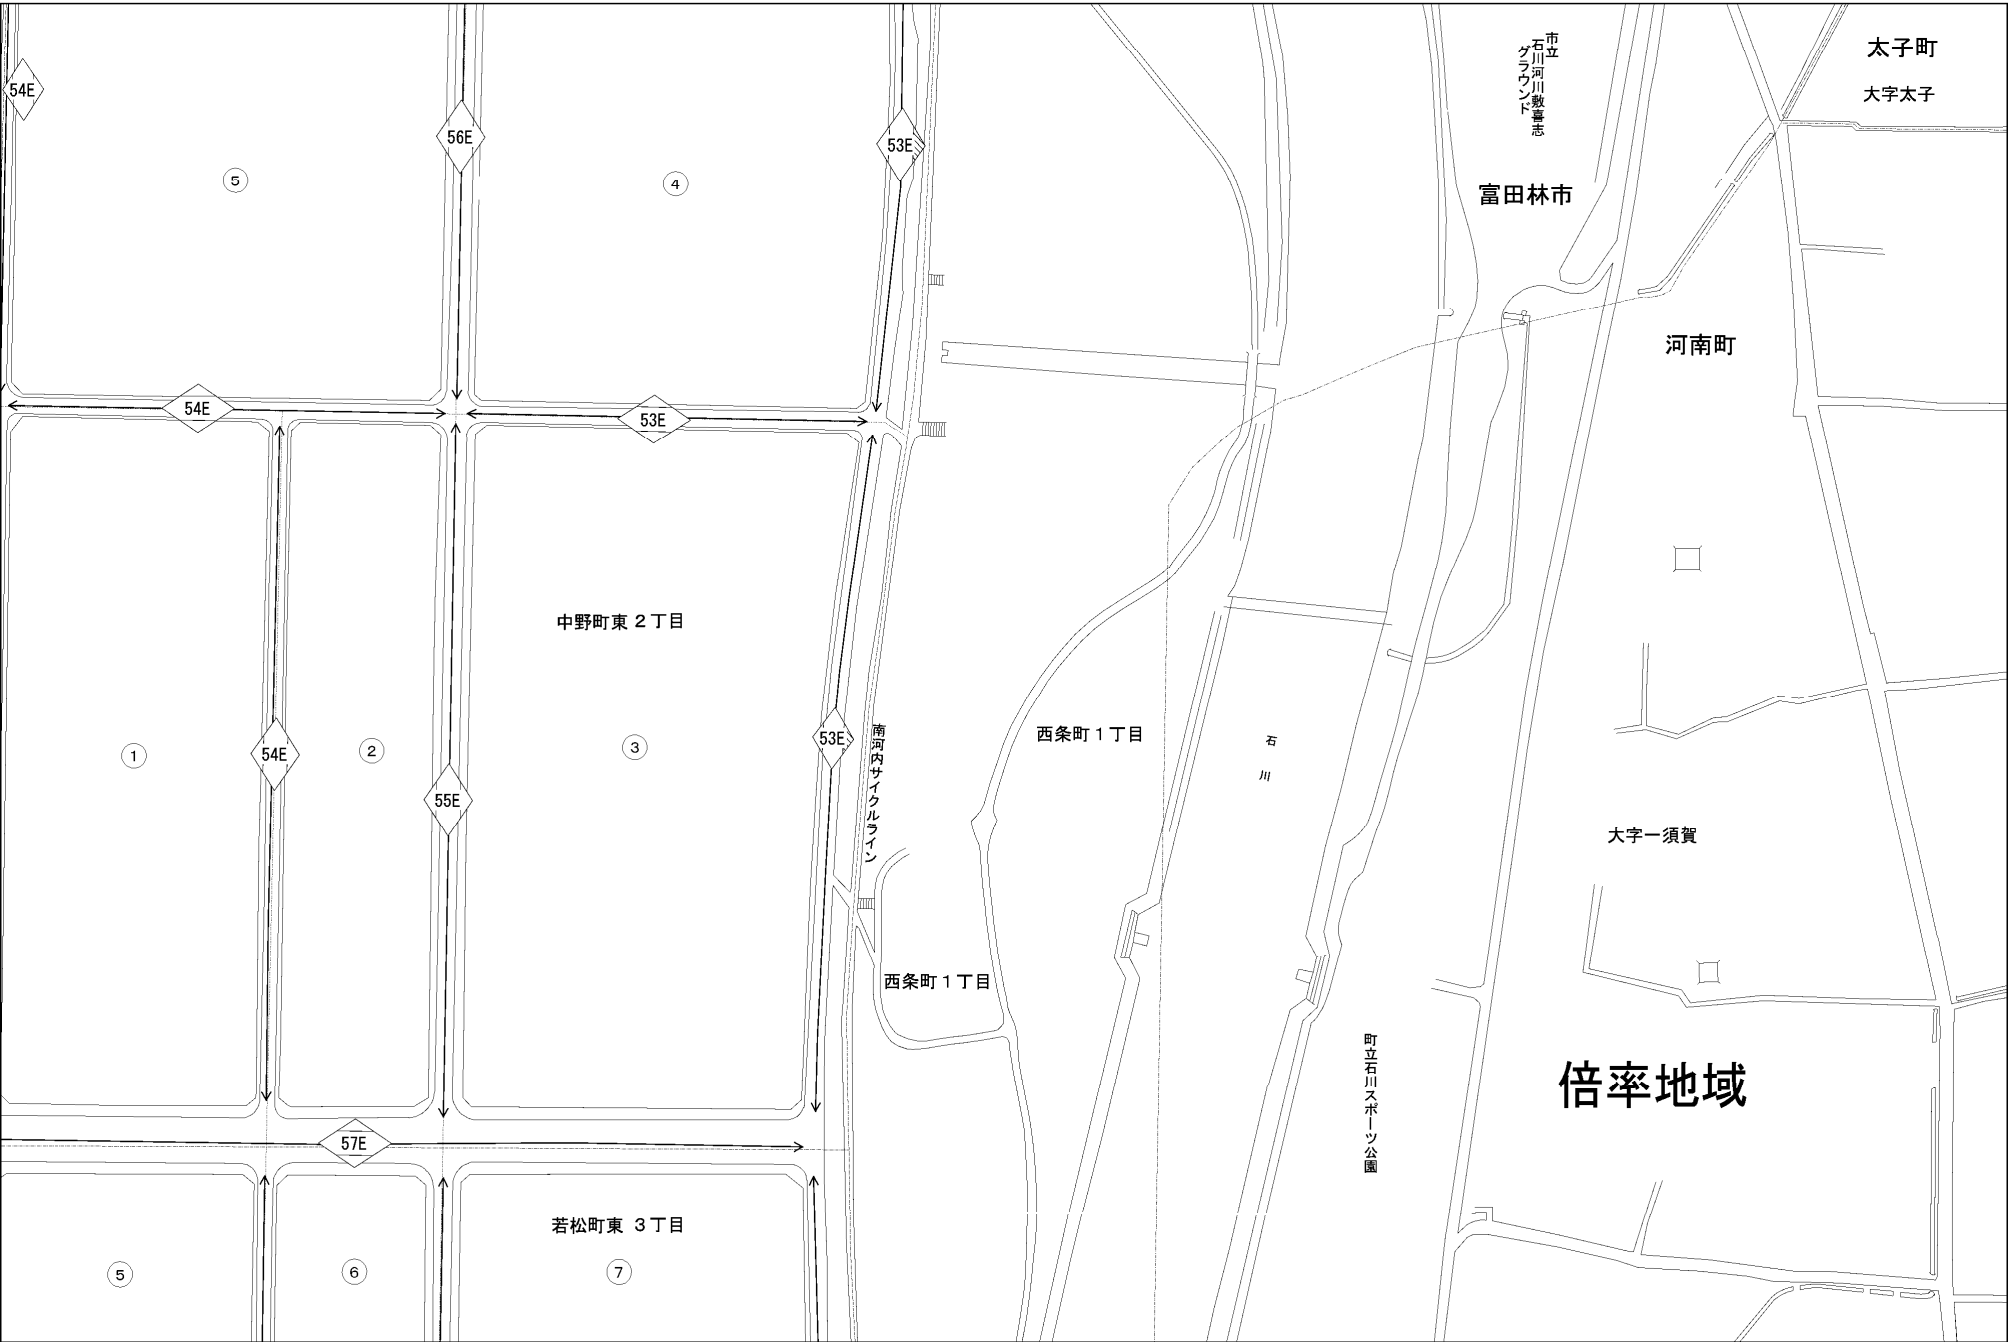 太子町
大字太子
市立
石川河川敷喜志
グラウンド
54E
56E
53E
5
4
富田林市
河南町
54E
53E
中野町東 2丁目
南河内サイクルライン
西条町 1丁目
石川
1
54E
2
55E
3
53E
大字一須賀
西条町 1丁目
町立石川スポーツ公園
倍率地域
57E
若松町東 3丁目
5
6
7